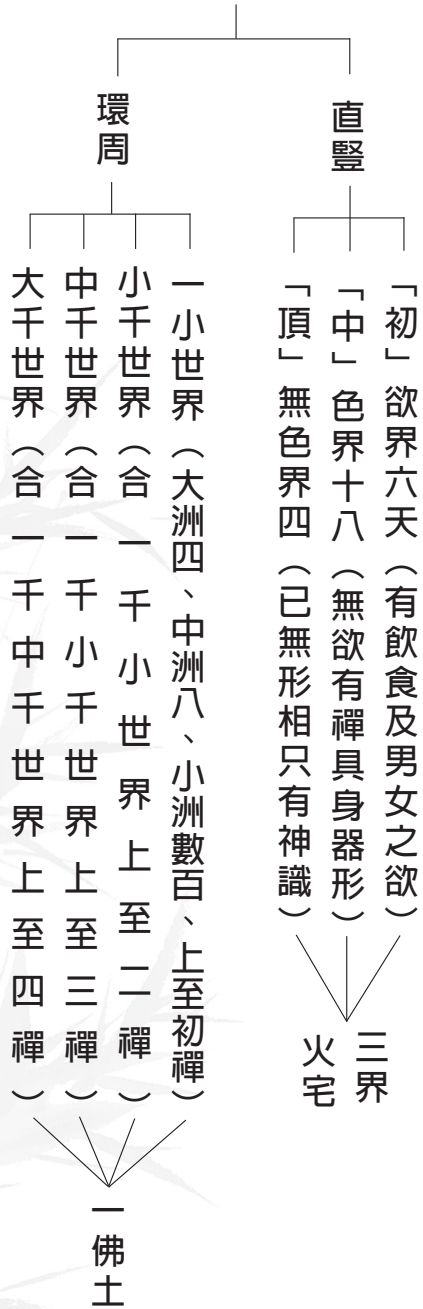 直豎
「初」欲界六天（有飲食及男女之欲）
「中」色界十八（無欲有禪具身器形）
「頂」無色界四（已無形相只有神識）
三界
火宅
環周
一小世界（大洲四、中洲八、小洲數百、上至初禪）
小千世界（合一千小世界上至二禪）
中千世界（合一千小千世界上至三禪）
大千世界（合一千中千世界上至四禪）
一佛土